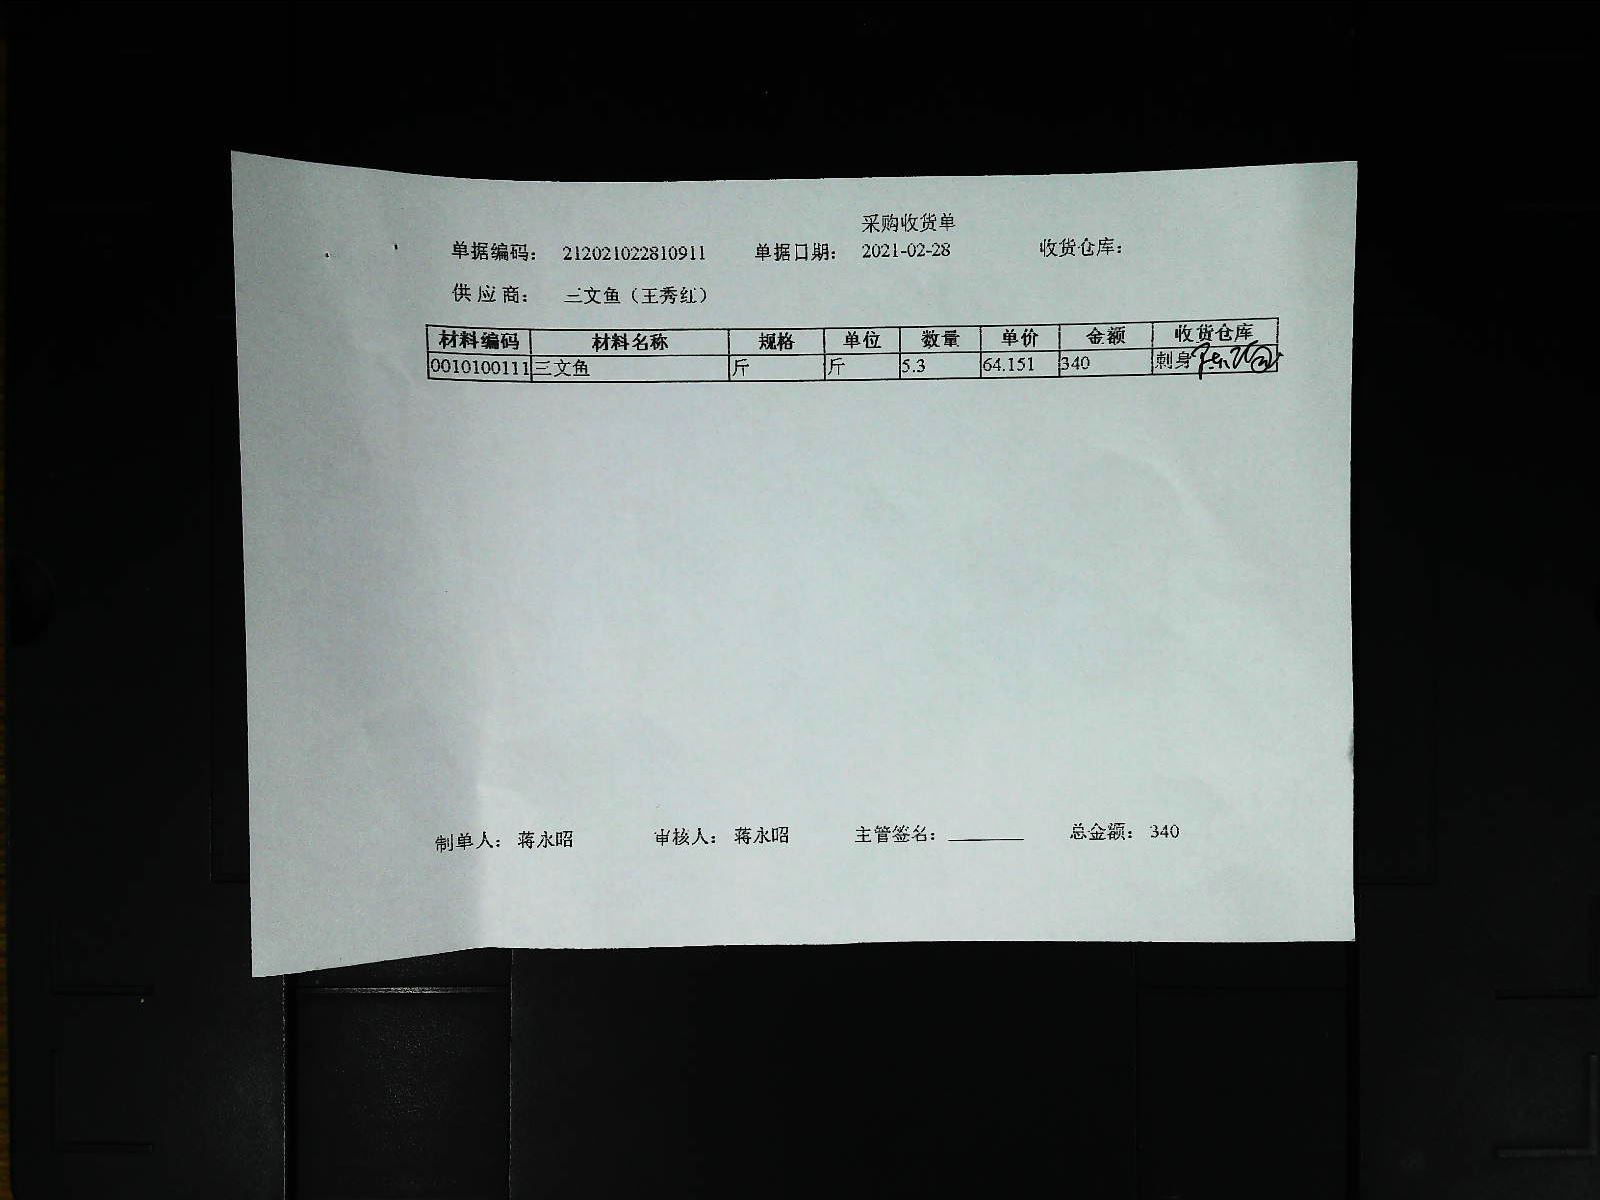 采购收货单
单据编码： 212021022810911 单据日期： 2021-02-28 收货仓库：
供应商： 三文鱼（王秀红）
材料编码 材料名称 规格 单位 数量 单价 金额 收货仓库
0010100111 三文鱼 斤 斤 5.3 64.151 340 刺身
制单人： 蒋永昭 审核人： 蒋永昭 主管签名： 总金额： 340